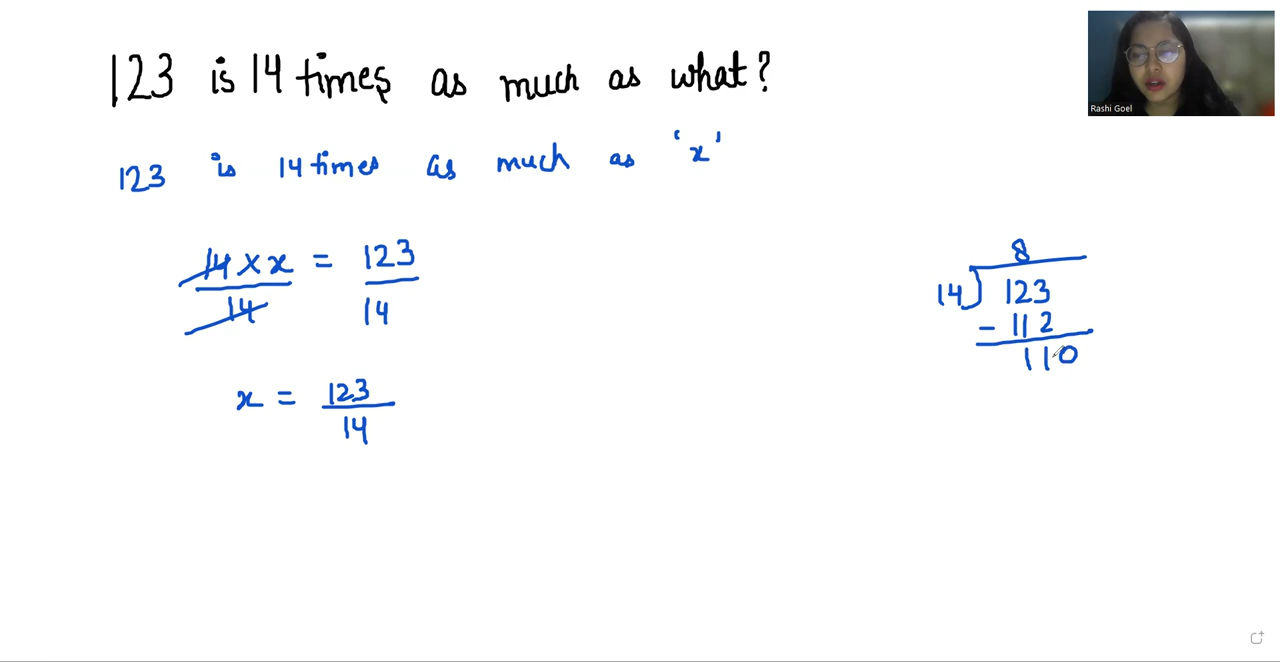 123 is 14 times as much as what?
Rashi Goel
123 is 14 times as much as 'x'
14 × x = 123
14 14
x = 123
14
8
14 ) 123
- 112
110